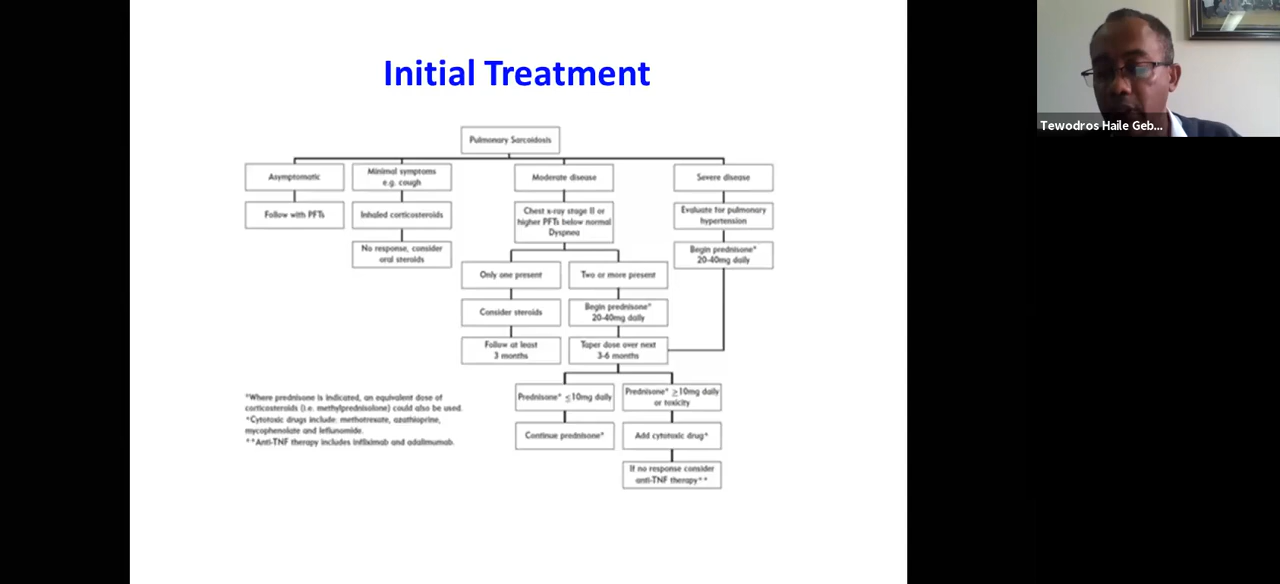 Initial Treatment
Pulmonary Sarcoidosis
Asymptomatic
Follow with PFTs
Minimal symptoms
e.g. cough
Inhaled corticosteroids
No response, consider
oral steroids
Moderate disease
Chest x-ray stage II or
higher PFTs below normal
Dyspnea
Only one present
Consider steroids
Follow at least
3 months
Two or more present
Begin prednisone*
20-40mg daily
Taper dose over next
3-6 months
Severe disease
Evaluate for pulmonary
hypertension
Begin prednisone*
20-40mg daily
Prednisone* ≤10mg daily
Continue prednisone*
Prednisone* ≥10mg daily
or toxicity
Add cytotoxic drug*
If no response consider
anti-TNF therapy**
*Where prednisone is indicated, an equivalent dose of
corticosteroids (i.e. methylprednisolone) could also be used.
*Cytotoxic drugs include: methotrexate, azathioprine,
mycophenolate and leflunomide.
**Anti-TNF therapy includes infliximab and adalimumab.
Tewodros Haile Geb...